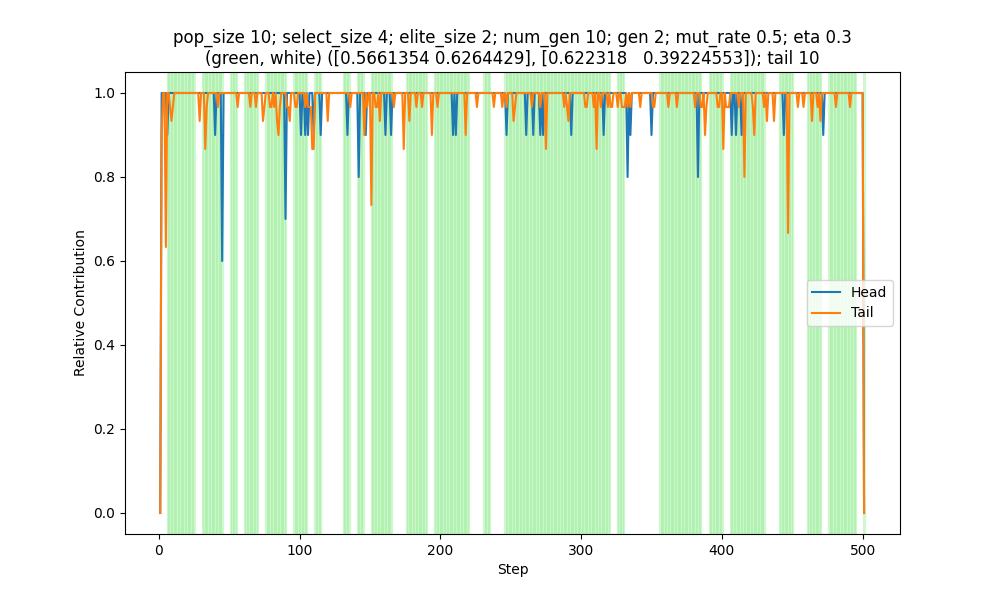 pop_size 10; select_size 4; elite_size 2; num_gen 10; gen 2; mut_rate 0.5; eta 0.3
(green, white) ([0.5661354 0.6264429], [0.622318   0.39224553]); tail 10
1.0
0.8
0.6
0.4
0.2
0.0
Relative Contribution
Head
Tail
0
100
200
300
400
500
Step